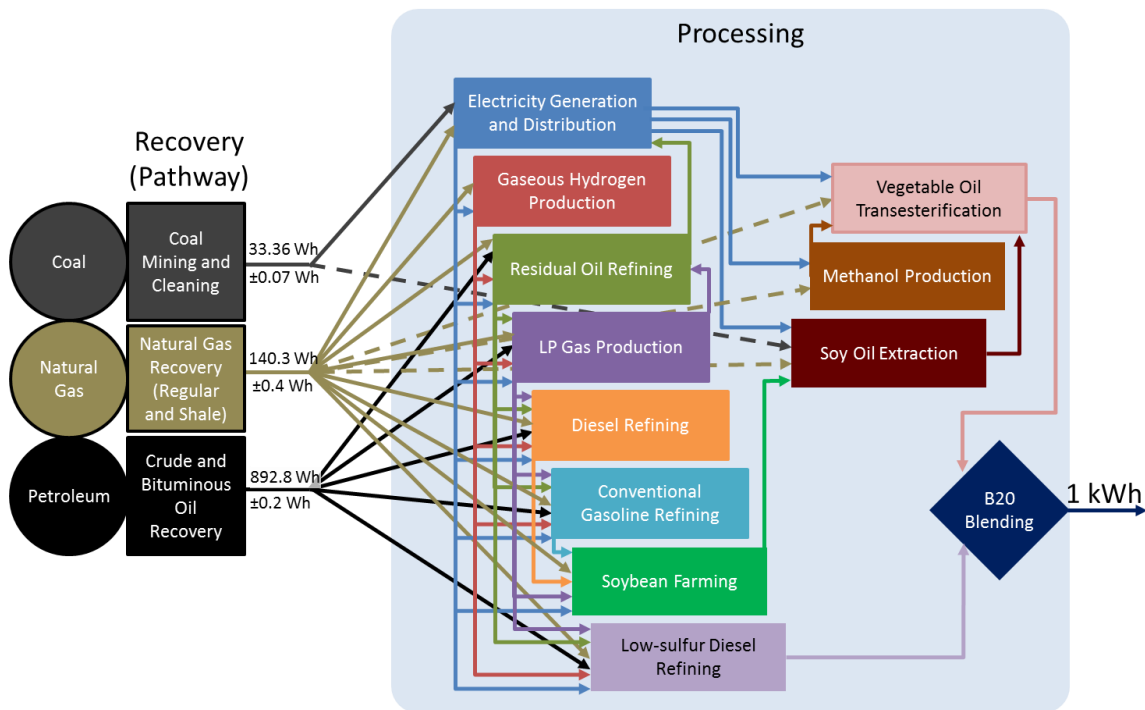 Processing
Electricity Generation
and Distribution
Recovery
(Pathway)
Gaseous Hydrogen
Production
Vegetable Oil
Transesterification
Coal
Coal
Mining and
Cleaning
33.36 Wh
±0.07 Wh
Residual Oil Refining
Methanol Production
Natural
Gas
Natural Gas
Recovery
(Regular
and Shale)
140.3 Wh
±0.4 Wh
LP Gas Production
Soy Oil Extraction
Diesel Refining
Petroleum
Crude and
Bituminous
Oil
Recovery
892.8 Wh
±0.2 Wh
Conventional
Gasoline Refining
B20
Blending
1 kWh
Soybean Farming
Low-sulfur Diesel
Refining